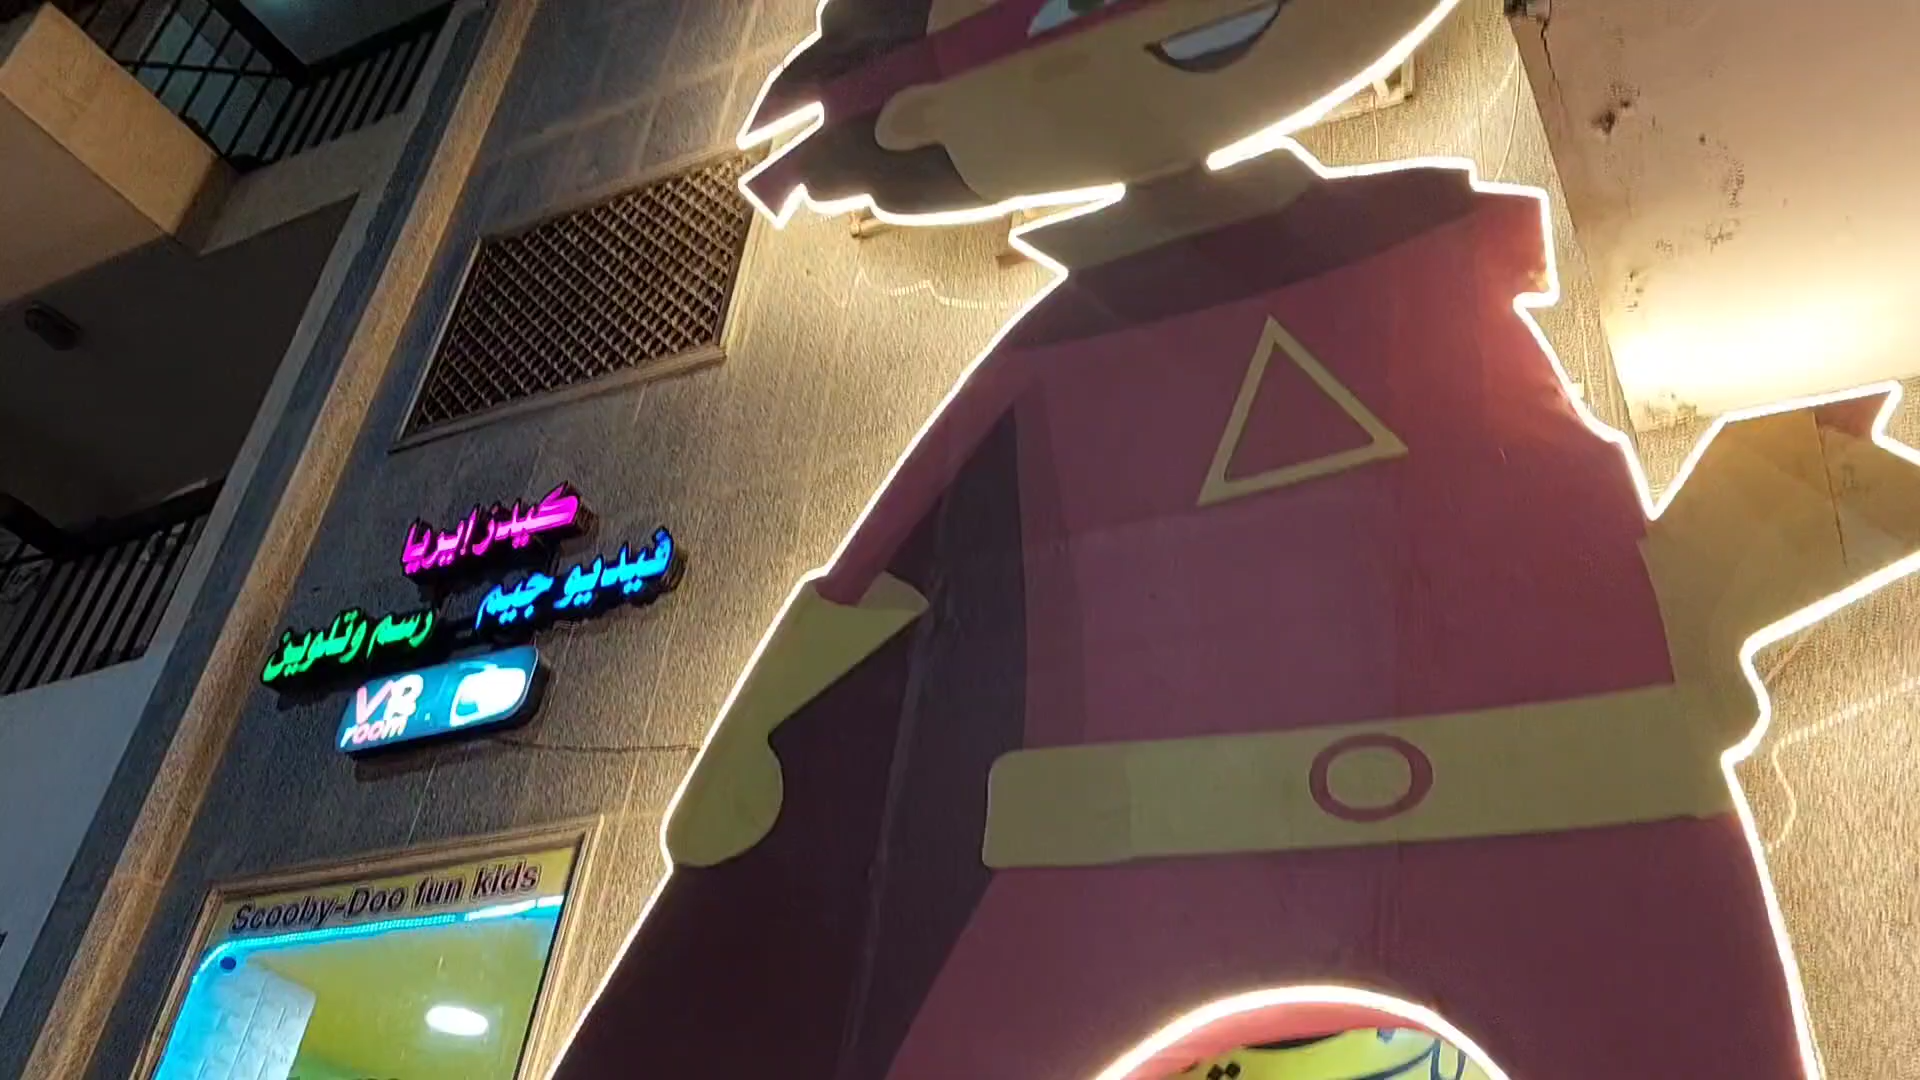 كيدز إيريا
فيديو جيم
رسم وتلوين
VR
room
Scooby-Doo fun kids